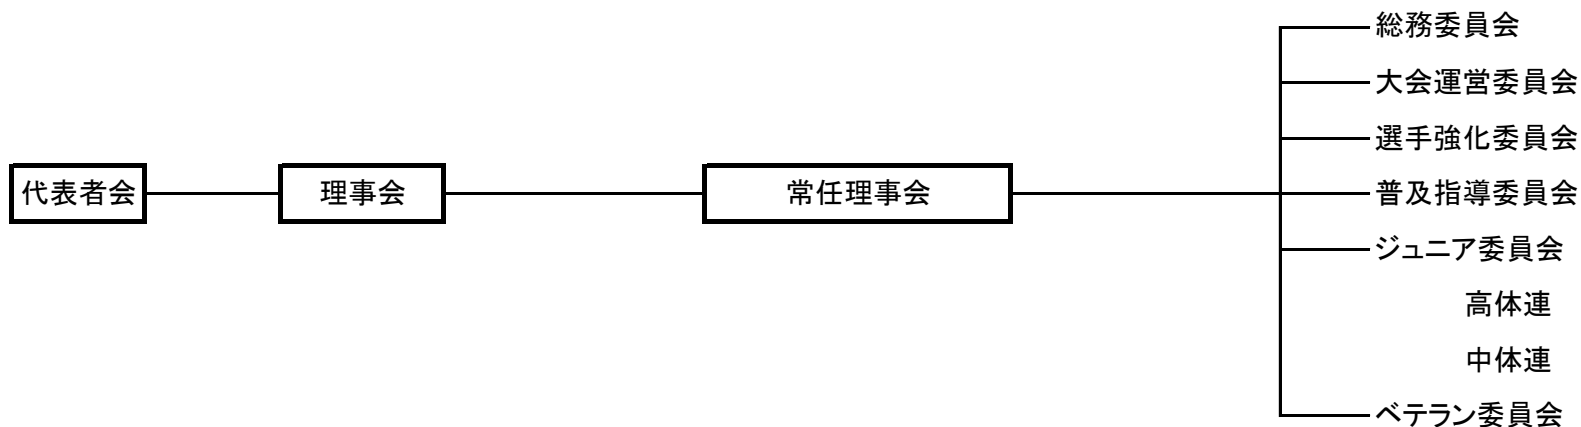 総務委員会
大会運営委員会
選手強化委員会
代表者会 理事会 常任理事会 普及指導委員会
ジュニア委員会
高体連
中体連
ベテラン委員会